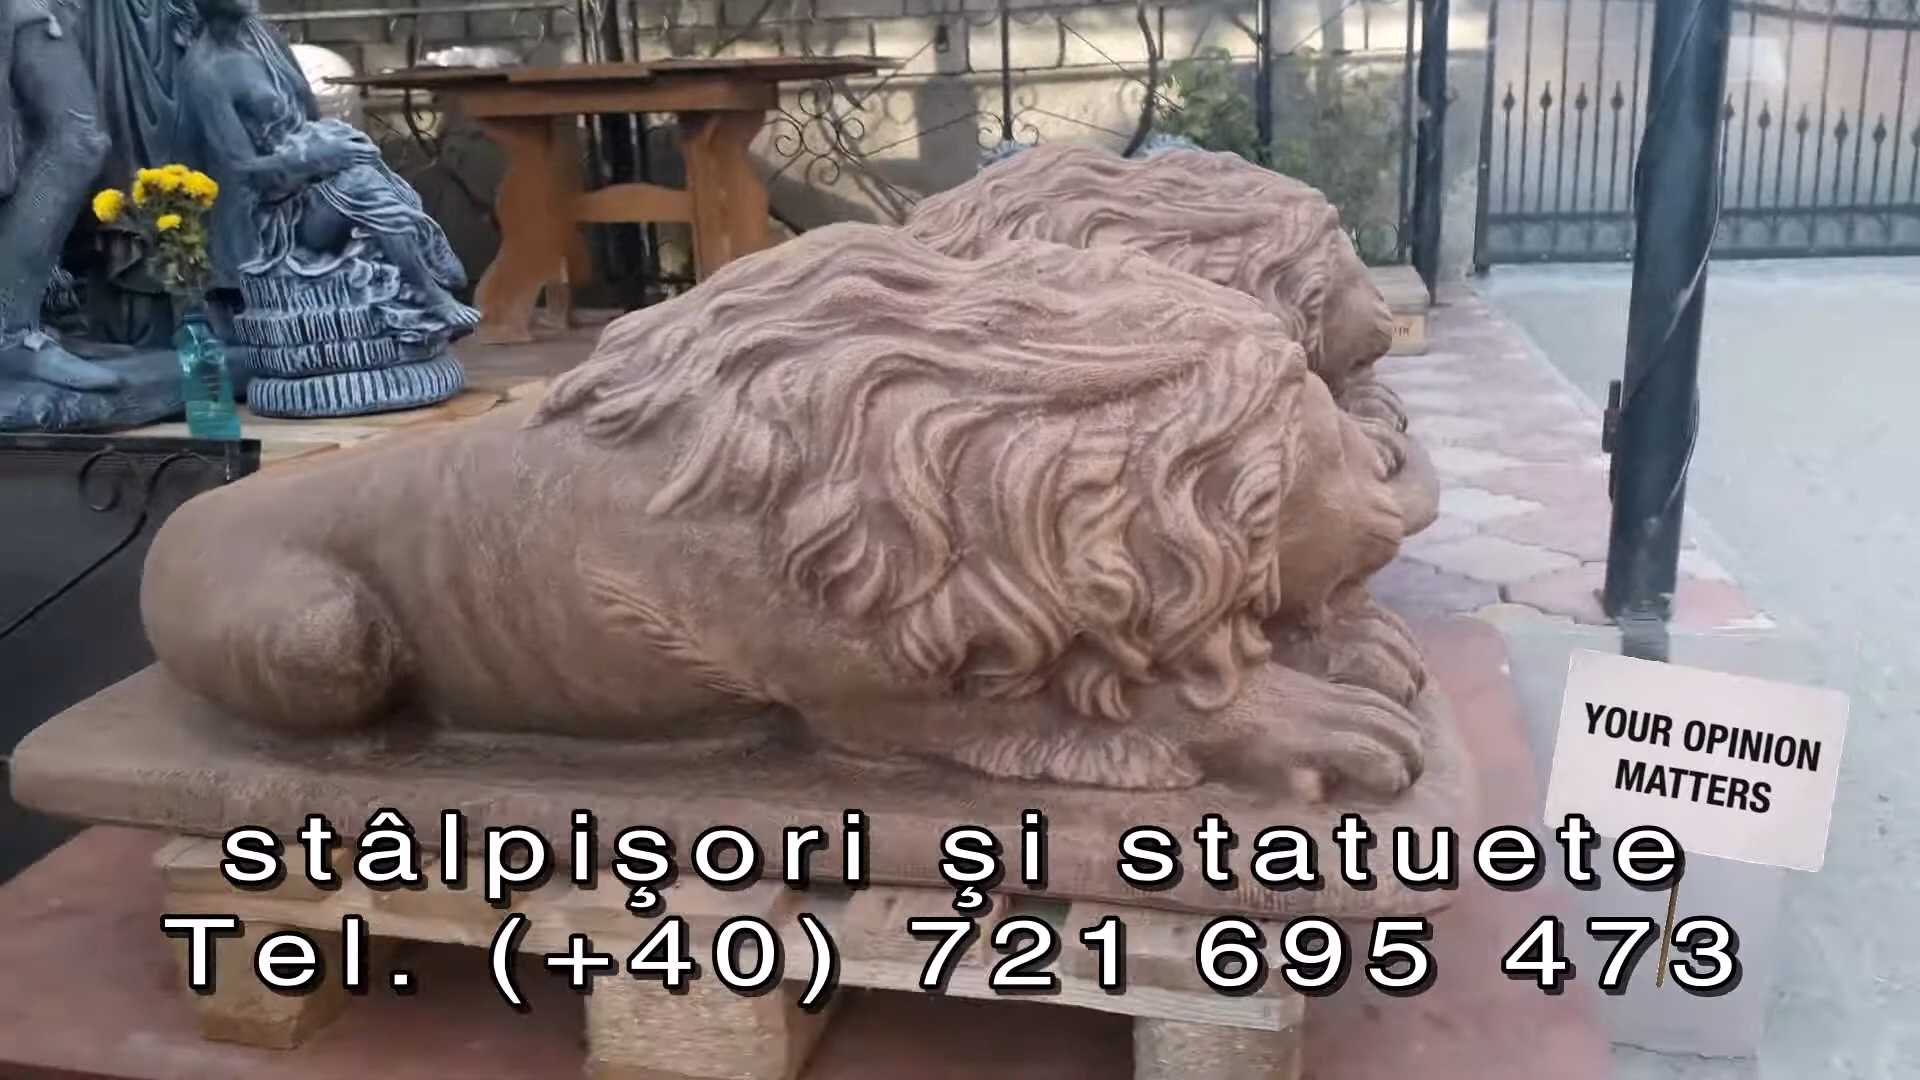 YOUR OPINION
MATTERS
stâlpişori şi statuete
Tel. (+40) 721 695 473